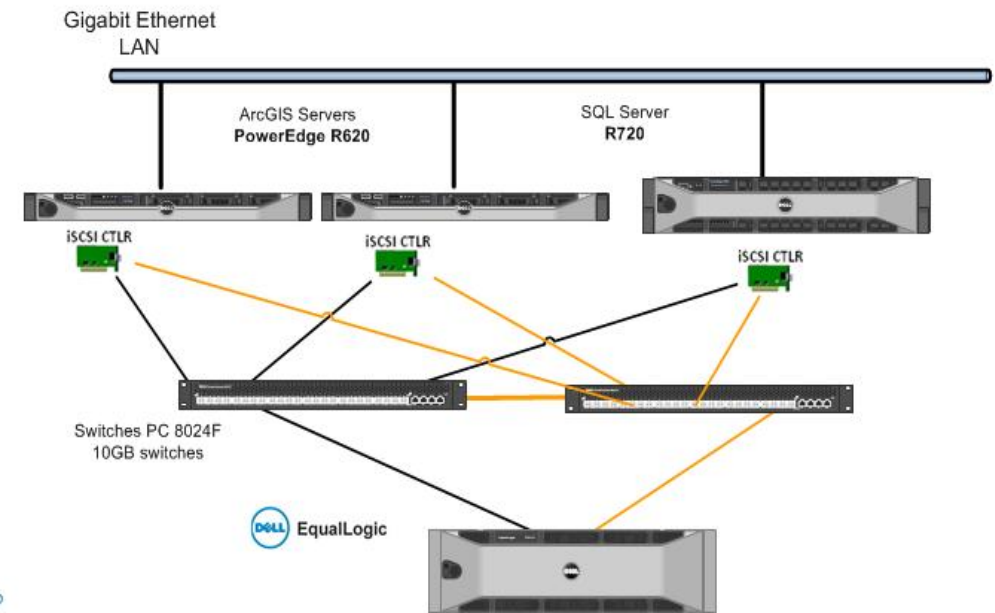 Gigabit Ethernet
LAN
ArcGIS Servers
PowerEdge R620
SQL Server
R720
iSCSI CTLR
iSCSI CTLR
iSCSI CTLR
Switches PC 8024F
10GB switches
DELL EqualLogic